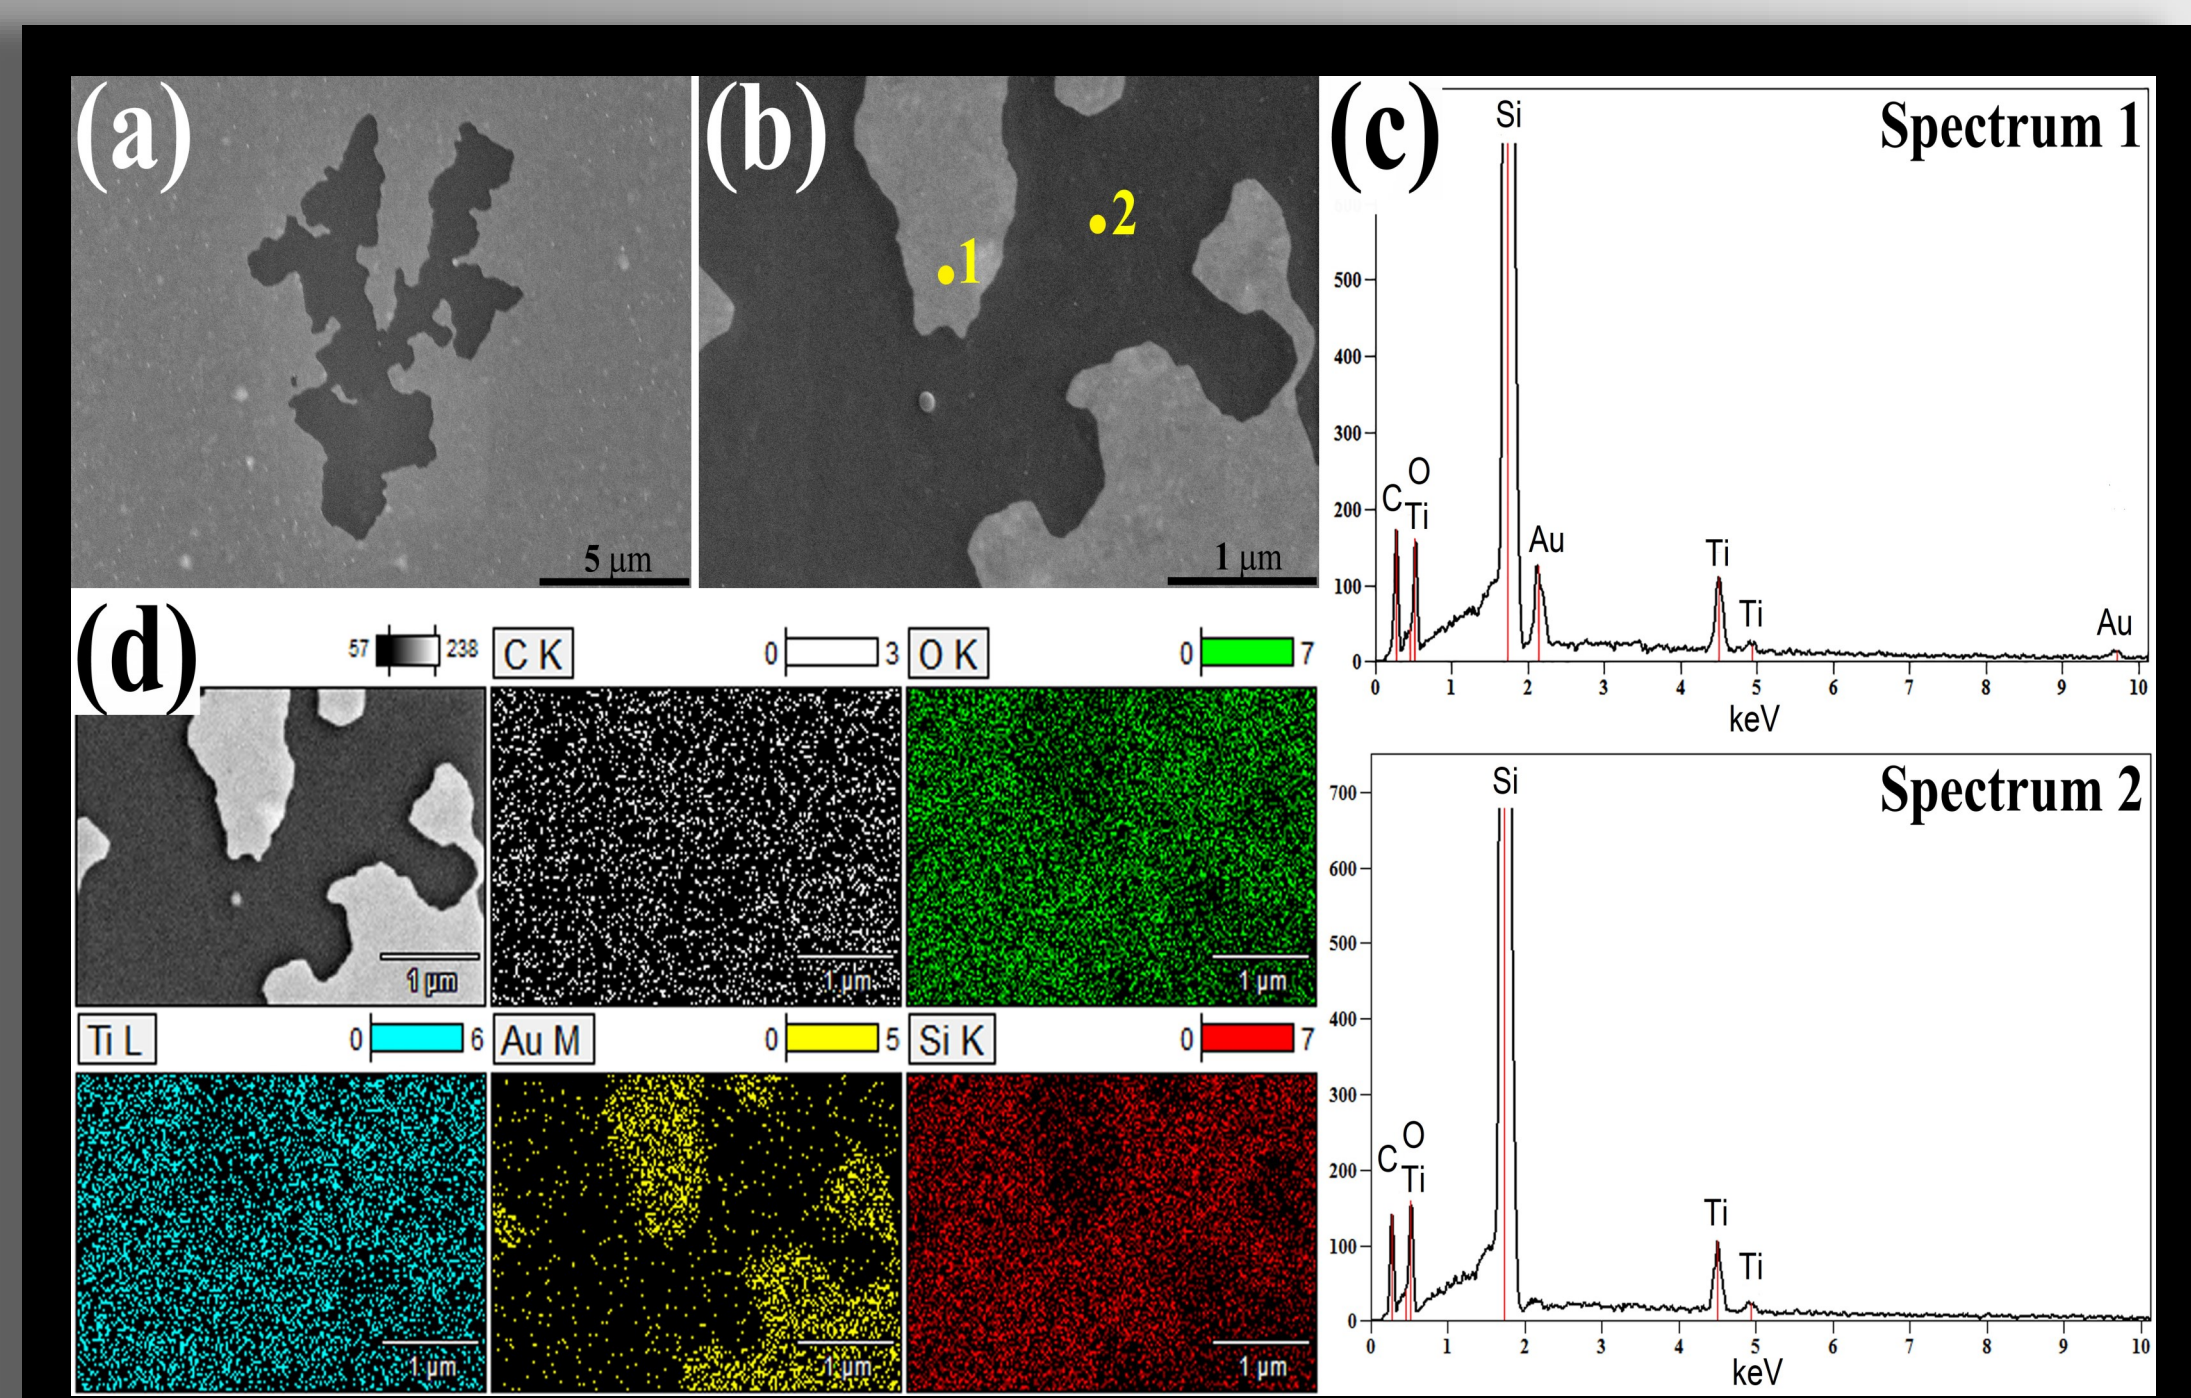 (a)
5 μm
(b)
1
2
1 μm
(c)
Spectrum 1
Si
500
400
300
200
100
0
C
O
Ti
Au
Ti
Ti
Au
0 1 2 3 4 5 6 7 8 9 10
keV
Spectrum 2
Si
700
600
500
400
300
200
100
0
C
O
Ti
Ti
Ti
0 1 2 3 4 5 6 7 8 9 10
keV
(d)
57 238
C K 0 3
O K 0 7
1 μm
1 μm
1 μm
Ti L 0 6
Au M 0 5
Si K 0 7
1 μm
1 μm
1 μm